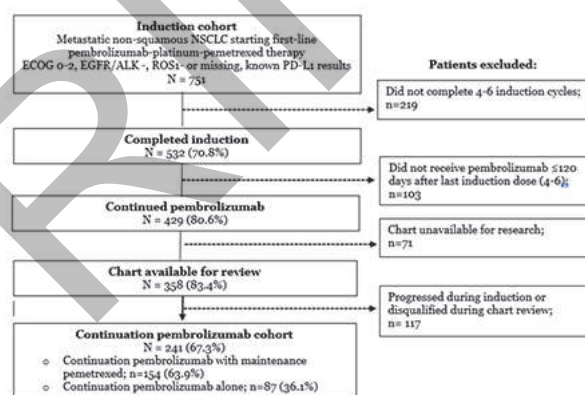 Induction cohort
Metastatic non-squamous NSCLC starting first-line
pembrolizumab-platinum-pemetrexed therapy
ECOG 0-2, EGFR/ALK -, ROS1- or missing, known PD-L1 results
N = 751
Patients excluded:
Did not complete 4-6 induction cycles;
n=219
Completed induction
N = 532 (70.8%)
Did not receive pembrolizumab ≤120
days after last induction dose (4-6);
n=103
Continued pembrolizumab
N = 429 (80.6%)
Chart unavailable for research;
n=71
Chart available for review
N = 358 (83.4%)
Progressed during induction or
disqualified during chart review;
n= 117
Continuation pembrolizumab cohort
N = 241 (67.3%)
o Continuation pembrolizumab with maintenance
pemetrexed; n=154 (63.9%)
o Continuation pembrolizumab alone; n=87 (36.1%)